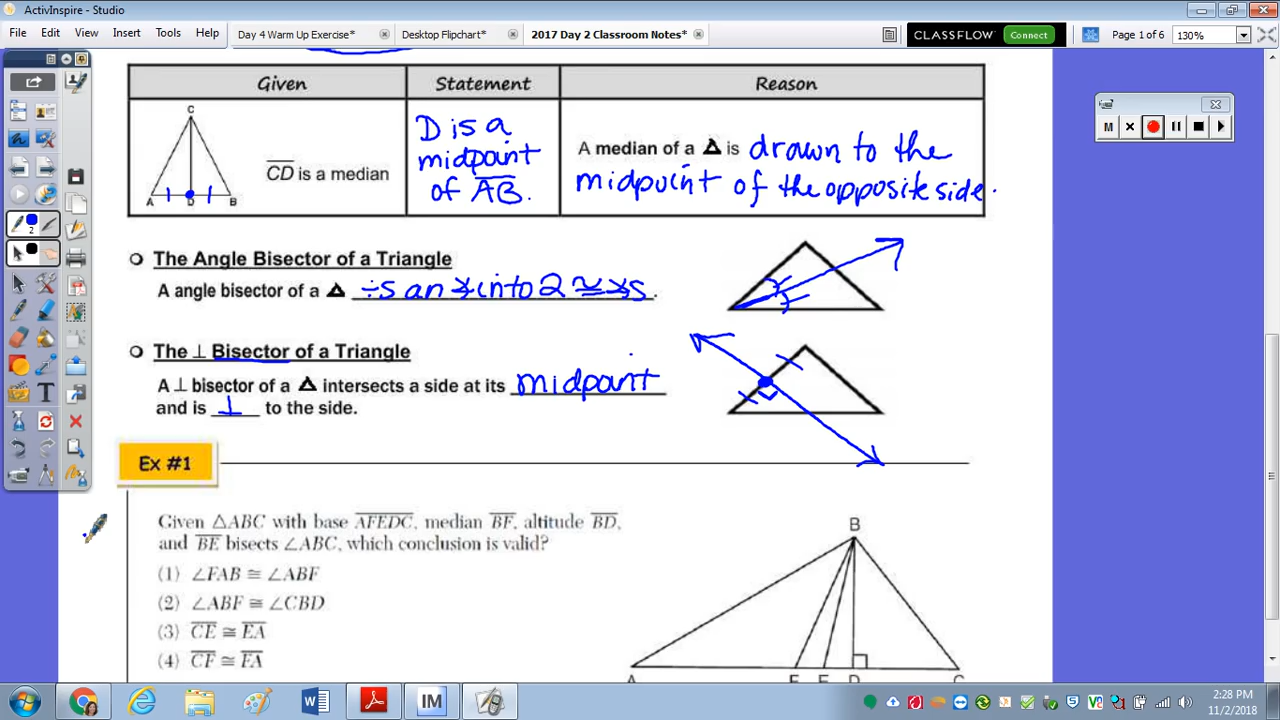 ActivInspire - Studio
File Edit View Insert Tools Help Day 4 Warm Up Exercise* Desktop Flipchart* 2017 Day 2 Classroom Notes* CLASSFLOW Connect Page 1 of 6 130%
Given Statement Reason
C
A D B
CD is a median
D is a
midpoint
of AB.
A median of a Δ is drawn to the
midpoint of the opposite side.
The Angle Bisector of a Triangle
A angle bisector of a Δ ÷s an ∡ into 2 ≅ ∡s.
The ⊥ Bisector of a Triangle
A ⊥ bisector of a Δ intersects a side at its midpoint
and is ⊥ to the side.
Ex #1
Given △ABC with base AFEDC, median BF, altitude BD,
and BE bisects ∠ABC, which conclusion is valid?
(1) ∠FAB ≅ ∠ABF
(2) ∠ABF ≅ ∠CBD
(3) CE ≅ EA
(4) CF ≅ FA
B
A F E D C
M
2
IM
2:28 PM
11/2/2018